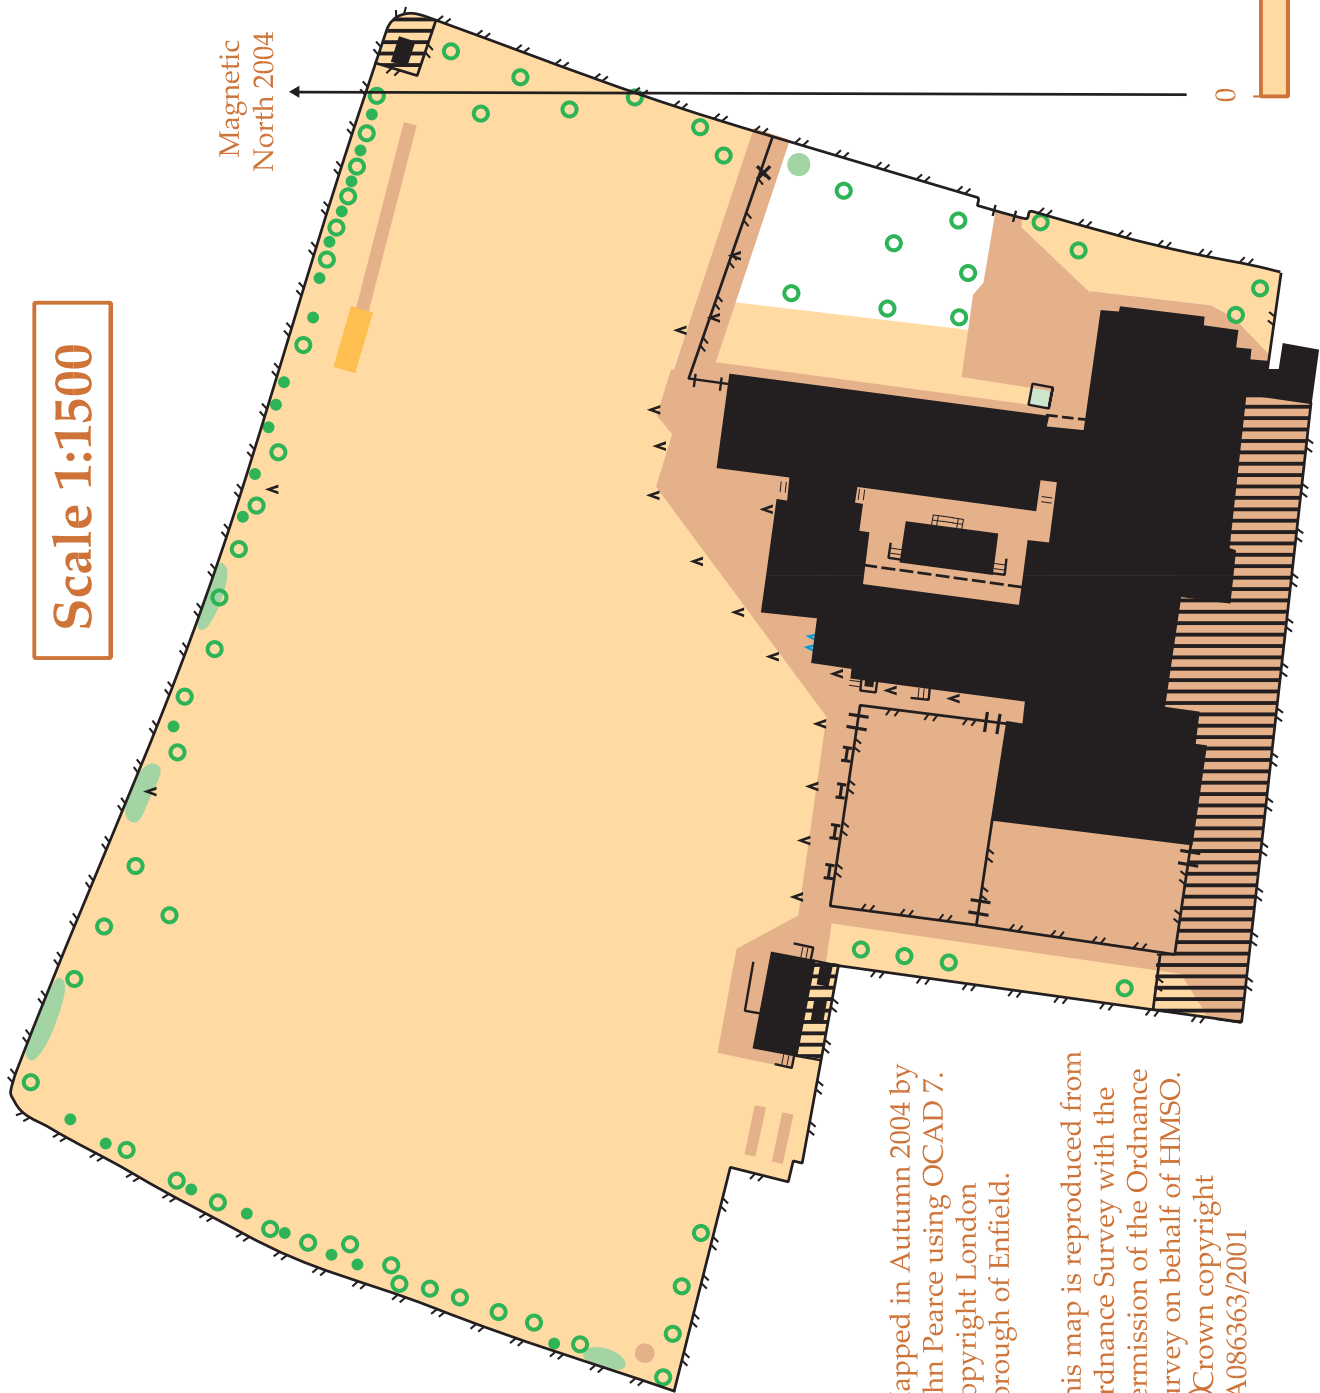 Scale 1:1500
Magnetic
North 2004
0
apped in Autumn 2004 by
hn Pearce using OCAD 7.
opyright London
orough of Enfield.
his map is reproduced from
rdnance Survey with the
ermission of the Ordnance
urvey on behalf of HMSO.
Crown copyright
A086363/2001